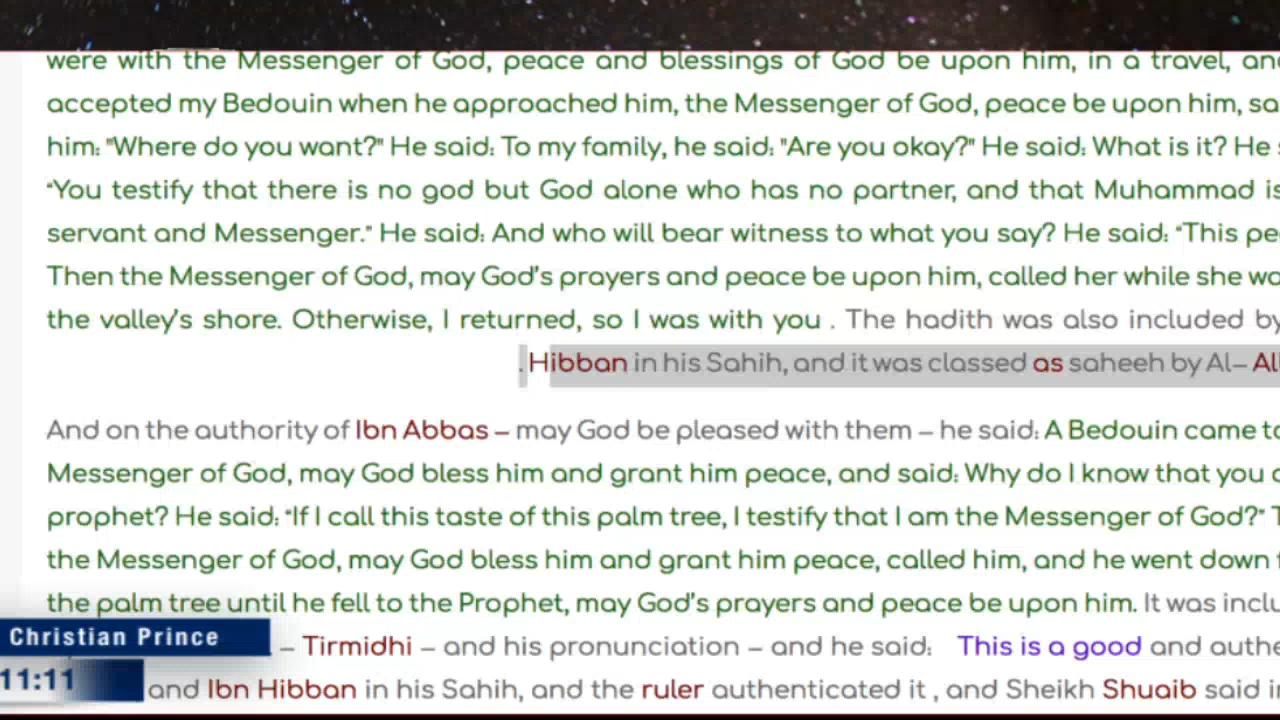 were with the Messenger of God, peace and blessings of God be upon him, in a travel, and
accepted my Bedouin when he approached him, the Messenger of God, peace be upon him, sa
him: "Where do you want?" He said: To my family, he said: "Are you okay?" He said: What is it? He s
"You testify that there is no god but God alone who has no partner, and that Muhammad is
servant and Messenger." He said: And who will bear witness to what you say? He said: "This pe
Then the Messenger of God, may God's prayers and peace be upon him, called her while she wa
the valley's shore. Otherwise, I returned, so I was with you . The hadith was also included by
. Hibban in his Sahih, and it was classed as saheeh by Al– Al
And on the authority of Ibn Abbas – may God be pleased with them – he said: A Bedouin came to
Messenger of God, may God bless him and grant him peace, and said: Why do I know that you a
prophet? He said: "If I call this taste of this palm tree, I testify that I am the Messenger of God?" T
the Messenger of God, may God bless him and grant him peace, called him, and he went down f
the palm tree until he fell to the Prophet, may God's prayers and peace be upon him. It was inclu
Christian Prince – Tirmidhi – and his pronunciation – and he said: This is a good and authe
11:11 and Ibn Hibban in his Sahih, and the ruler authenticated it , and Sheikh Shuaib said in